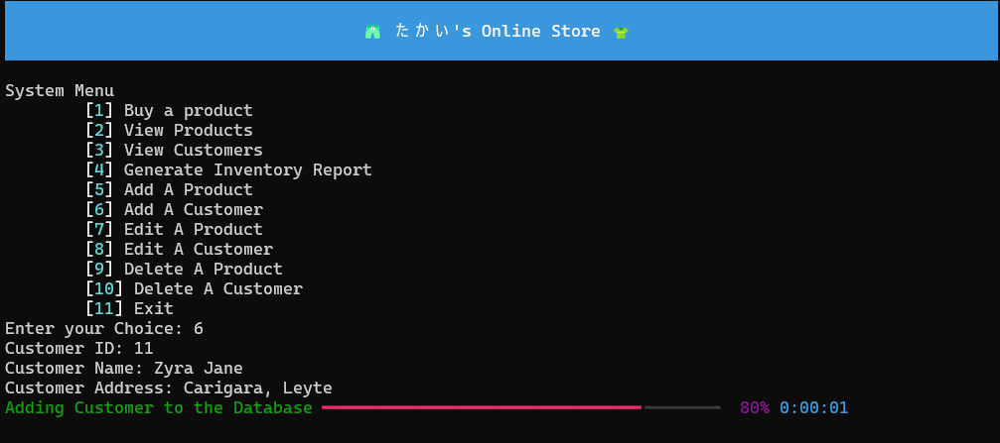 🩳 たかい's Online Store 👕
System Menu
[1] Buy a product
[2] View Products
[3] View Customers
[4] Generate Inventory Report
[5] Add A Product
[6] Add A Customer
[7] Edit A Product
[8] Edit A Customer
[9] Delete A Product
[10] Delete A Customer
[11] Exit
Enter your Choice: 6
Customer ID: 11
Customer Name: Zyra Jane
Customer Address: Carigara, Leyte
Adding Customer to the Database 80% 0:00:01